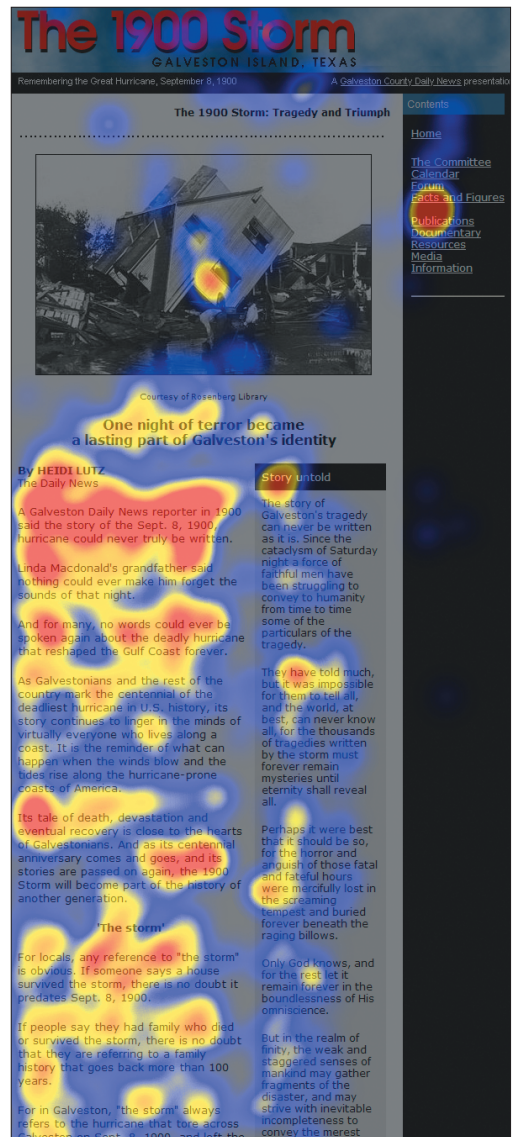 The 1900 Storm
GALVESTON ISLAND, TEXAS
Remembering the Great Hurricane, September 8, 1900
A Galveston County Daily News presentatio
The 1900 Storm: Tragedy and Triumph
Contents
Home
The Committee
Calendar
Forum
Facts and Figures
Publications
Documentary
Resources
Media
Information
Courtesy of Rosenberg Library
One night of terror became
a lasting part of Galveston's identity
By HEIDI LUTZ
The Daily News
A Galveston Daily News reporter in 1900
said the story of the Sept. 8, 1900,
hurricane could never truly be written.
Linda Macdonald's grandfather said
nothing could ever make him forget the
sounds of that night.
And for many, no words could ever be
spoken again about the deadly hurricane
that reshaped the Gulf Coast forever.
As Galvestonians and the rest of the
country mark the centennial of the
deadliest hurricane in U.S. history, its
story continues to linger in the minds of
virtually everyone who lives along a
coast. It is the reminder of what can
happen when the winds blow and the
tides rise along the hurricane-prone
coasts of America.
Its tale of death, devastation and
eventual recovery is close to the hearts
of Galvestonians. And as its centennial
anniversary comes and goes, and its
stories are passed on again, the 1900
Storm will become part of the history of
another generation.
'The storm'
For locals, any reference to "the storm"
is obvious. If someone says a house
survived the storm, there is no doubt it
predates Sept. 8, 1900.
If people say they had family who died
or survived the storm, there is no doubt
that they are referring to a family
history that goes back more than 100
years.
For in Galveston, "the storm" always
refers to the hurricane that tore across
Galveston on Sept. 8, 1900, and left the
Story untold
The story of
Galveston's tragedy
can never be written
as it is. Since the
cataclysm of Saturday
night a force of
faithful men have
been struggling to
convey to humanity
from time to time
some of the
particulars of the
tragedy.
They have told much,
but it was impossible
for them to tell all,
and the world, at
best, can never know
all, for the thousands
of tragedies written
by the storm must
forever remain
mysteries until
eternity shall reveal
all.
Perhaps it were best
that it should be so,
for the horror and
anguish of those fatal
and fateful hours
were mercifully lost in
the screaming
tempest and buried
forever beneath the
raging billows.
Only God knows, and
for the rest let it
remain forever in the
boundlessness of His
omniscience.
But in the realm of
finity, the weak and
staggered senses of
mankind may gather
fragments of the
disaster, and may
strive with inevitable
incompleteness to
convey the merest